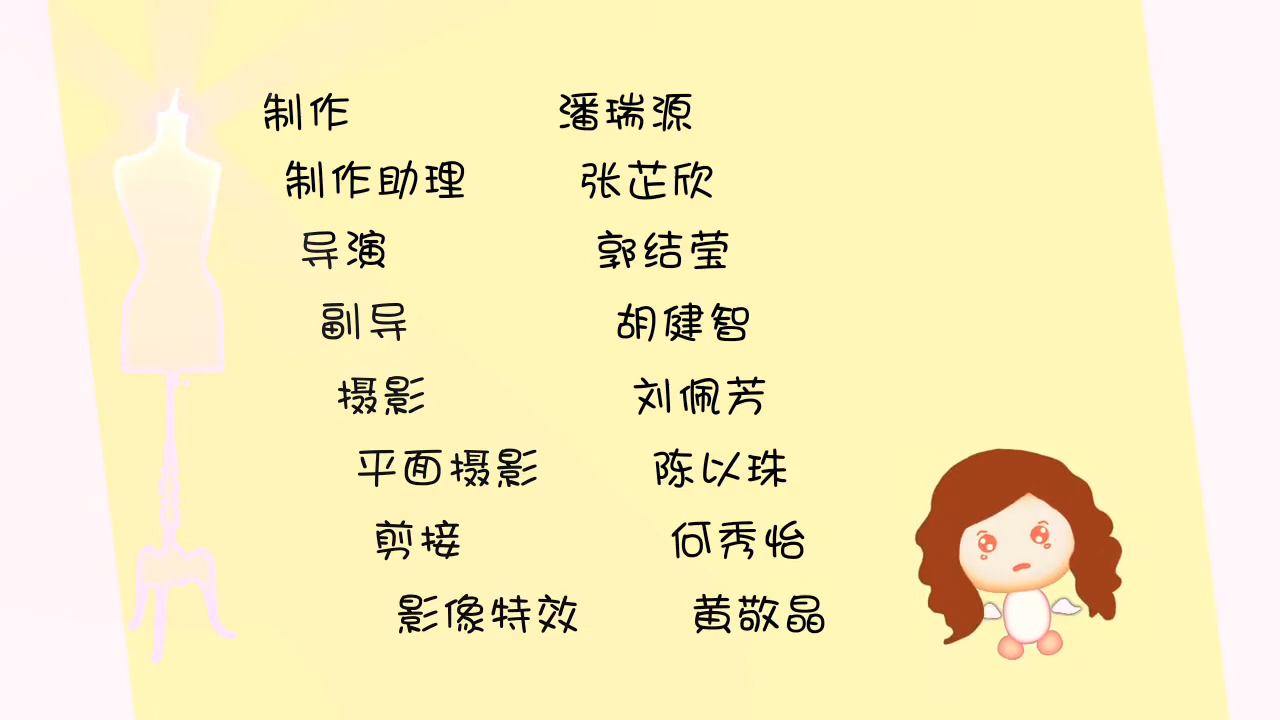 制作 潘瑞源
制作助理 张芷欣
导演 郭结莹
副导 胡健智
摄影 刘佩芳
平面摄影 陈以珠
剪接 何秀怡
影像特效 黄敬晶